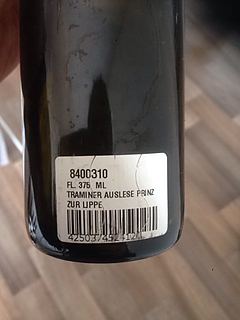 8400310
FL. 375 ML
TRAMINER AUSLESE PRINZ
ZUR LIPPE